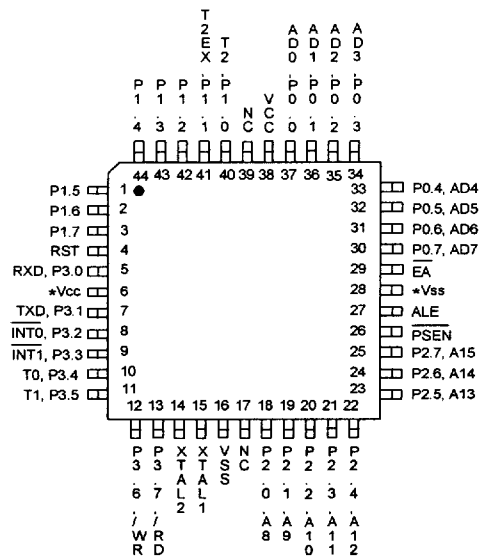 P1.4
P1.3
P1.2
T2EX,P1.1
T2,P1.0
NC
VCC
AD0,P0.0
AD1,P0.1
AD2,P0.2
AD3,P0.3
44 43 42 41 40 39 38 37 36 35 34
P1.5 1
P1.6 2
P1.7 3
RST 4
RXD, P3.0 5
*Vcc 6
TXD, P3.1 7
INT0, P3.2 8
INT1, P3.3 9
T0, P3.4 10
T1, P3.5 11
33 P0.4, AD4
32 P0.5, AD5
31 P0.6, AD6
30 P0.7, AD7
29 EA
28 *Vss
27 ALE
26 PSEN
25 P2.7, A15
24 P2.6, A14
23 P2.5, A13
12 13 14 15 16 17 18 19 20 21 22
P3.6,/WR
P3.7,/RD
XTAL2
XTAL1
VSS
NC
P2.0,A8
P2.1,A9
P2.2,A10
P2.3,A11
P2.4,A12